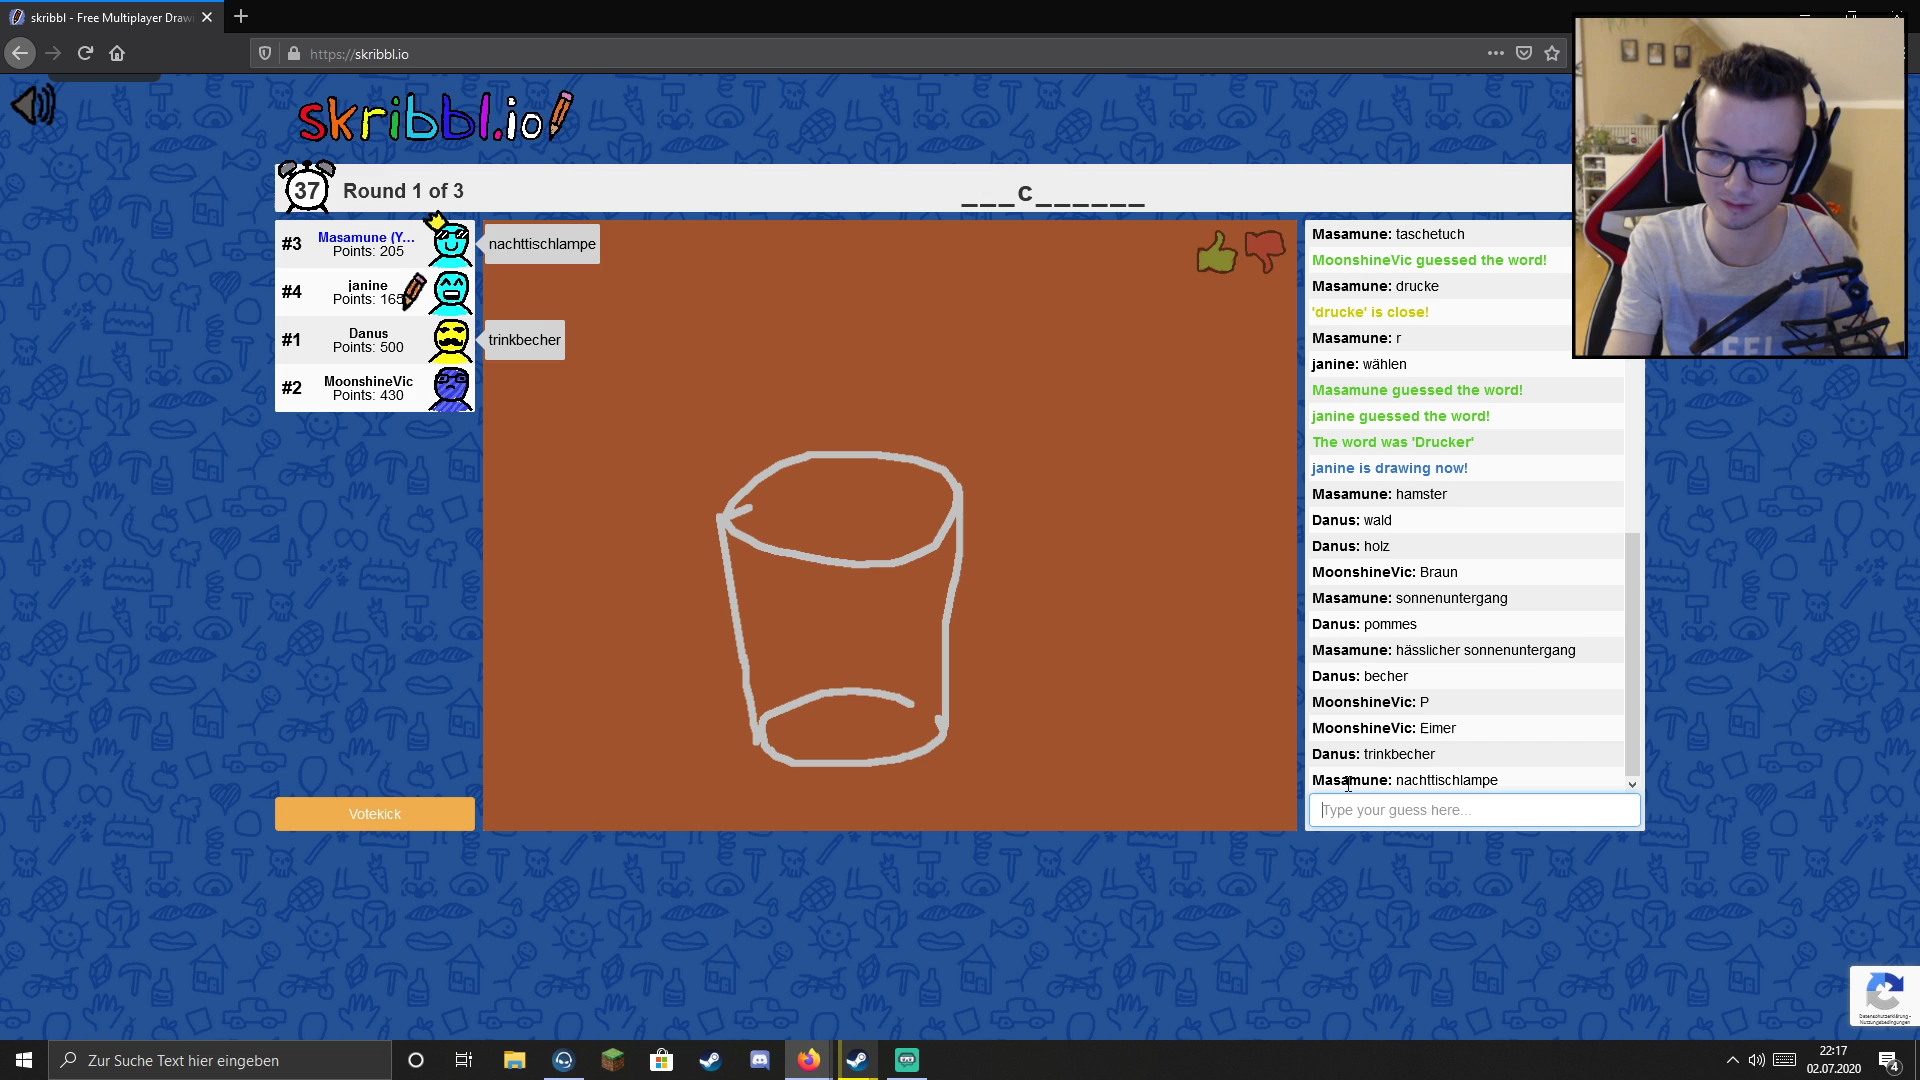 skribbl - Free Multiplayer Drawi
https://skribbl.io
skribbl.io
37
Round 1 of 3
___c______
#3
Masamune (Y...
Points: 205
nachttischlampe
#4
janine
Points: 165
#1
Danus
Points: 500
trinkbecher
#2
MoonshineVic
Points: 430
Votekick
Masamune: taschetuch
MoonshineVic guessed the word!
Masamune: drucke
'drucke' is close!
Masamune: r
janine: wählen
Masamune guessed the word!
janine guessed the word!
The word was 'Drucker'
janine is drawing now!
Masamune: hamster
Danus: wald
Danus: holz
MoonshineVic: Braun
Masamune: sonnenuntergang
Danus: pommes
Masamune: hässlicher sonnenuntergang
Danus: becher
MoonshineVic: P
MoonshineVic: Eimer
Danus: trinkbecher
Masamune: nachttischlampe
Type your guess here...
Datenschutzerklärung -
Nutzungsbedingungen
Zur Suche Text hier eingeben
22:17
02.07.2020
4